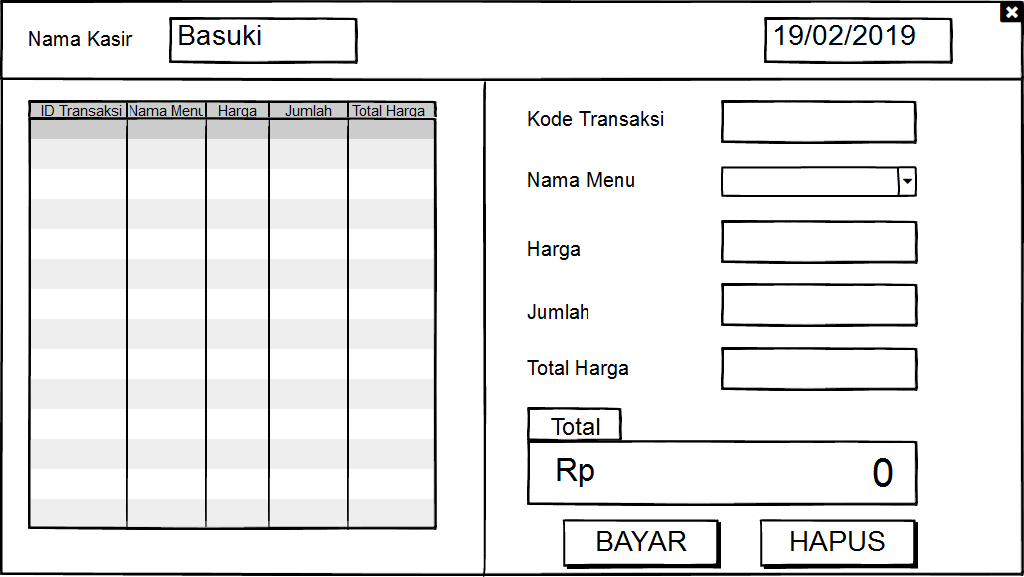 Nama Kasir Basuki 19/02/2019
ID Transaksi Nama Menu Harga Jumlah Total Harga
Kode Transaksi
Nama Menu
Harga
Jumlah
Total Harga
Total
Rp 0
BAYAR HAPUS